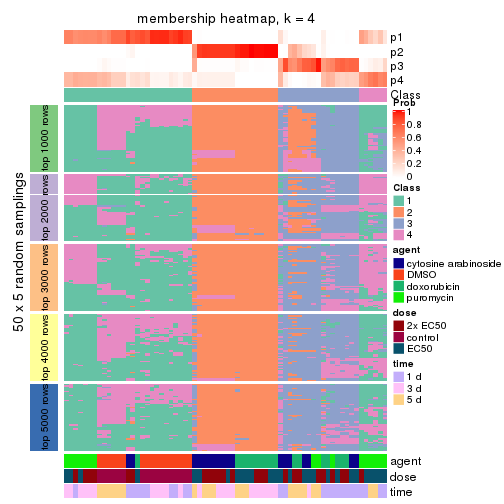 membership heatmap, k = 4
p1
p2
p3
p4
Class
50 x 5 random samplings
top 1000 rows
top 2000 rows
top 3000 rows
top 4000 rows
top 5000 rows
Prob
1
0.8
0.6
0.4
0.2
0
Class
1
2
3
4
agent
cytosine arabinoside
DMSO
doxorubicin
puromycin
dose
2x EC50
control
EC50
time
1 d
3 d
5 d
agent
dose
time